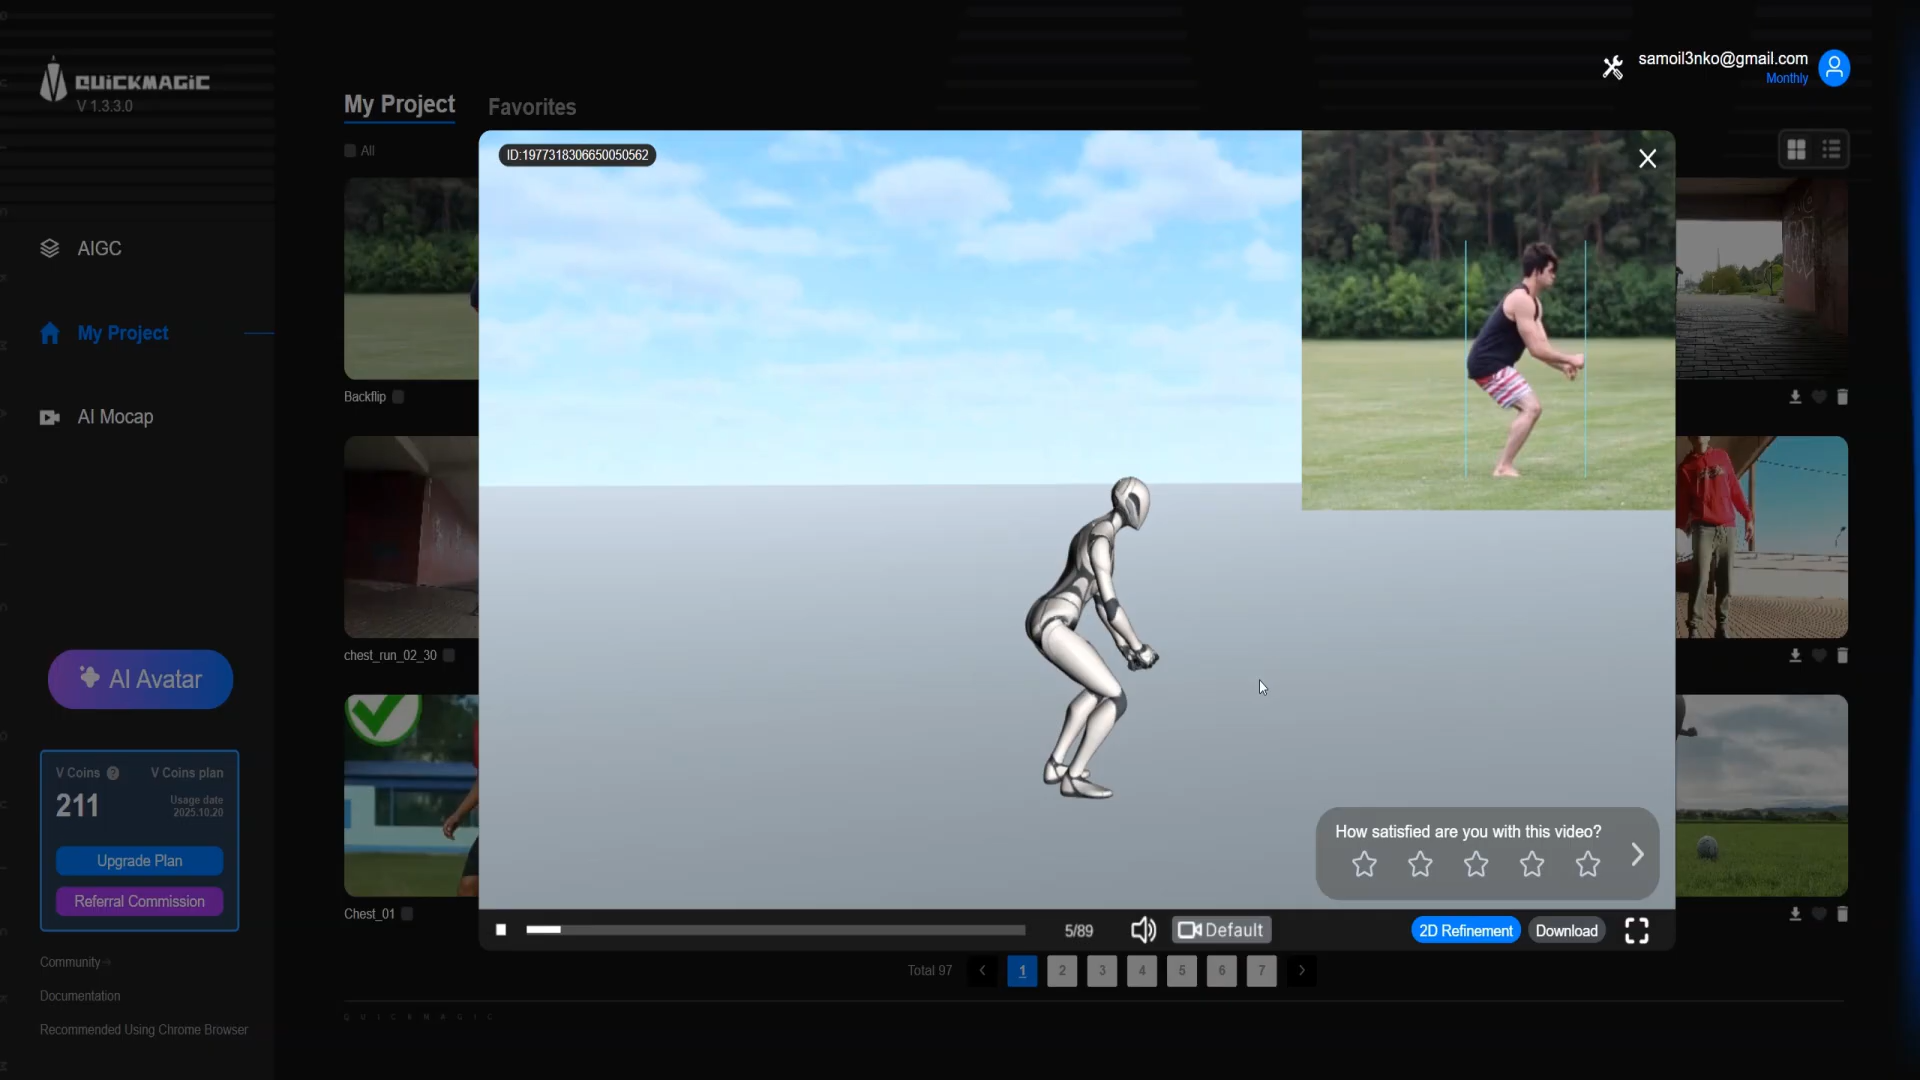 QUICKMAGIC
V 1.3.3.0
samoil3nko@gmail.com
Monthly
My Project
Favorites
All
ID:1977318306650050562
AIGC
My Project
AI Mocap
Backflip
chest_run_02_30
AI Avatar
V Coins
V Coins plan
211
Usage date
2025.10.20
Upgrade Plan
Referral Commission
Chest_01
How satisfied are you with this video?
5/89
Default
2D Refinement
Download
Total 97
1
2
3
4
5
6
7
Community
Documentation
Recommended Using Chrome Browser
QUICKMAGIC